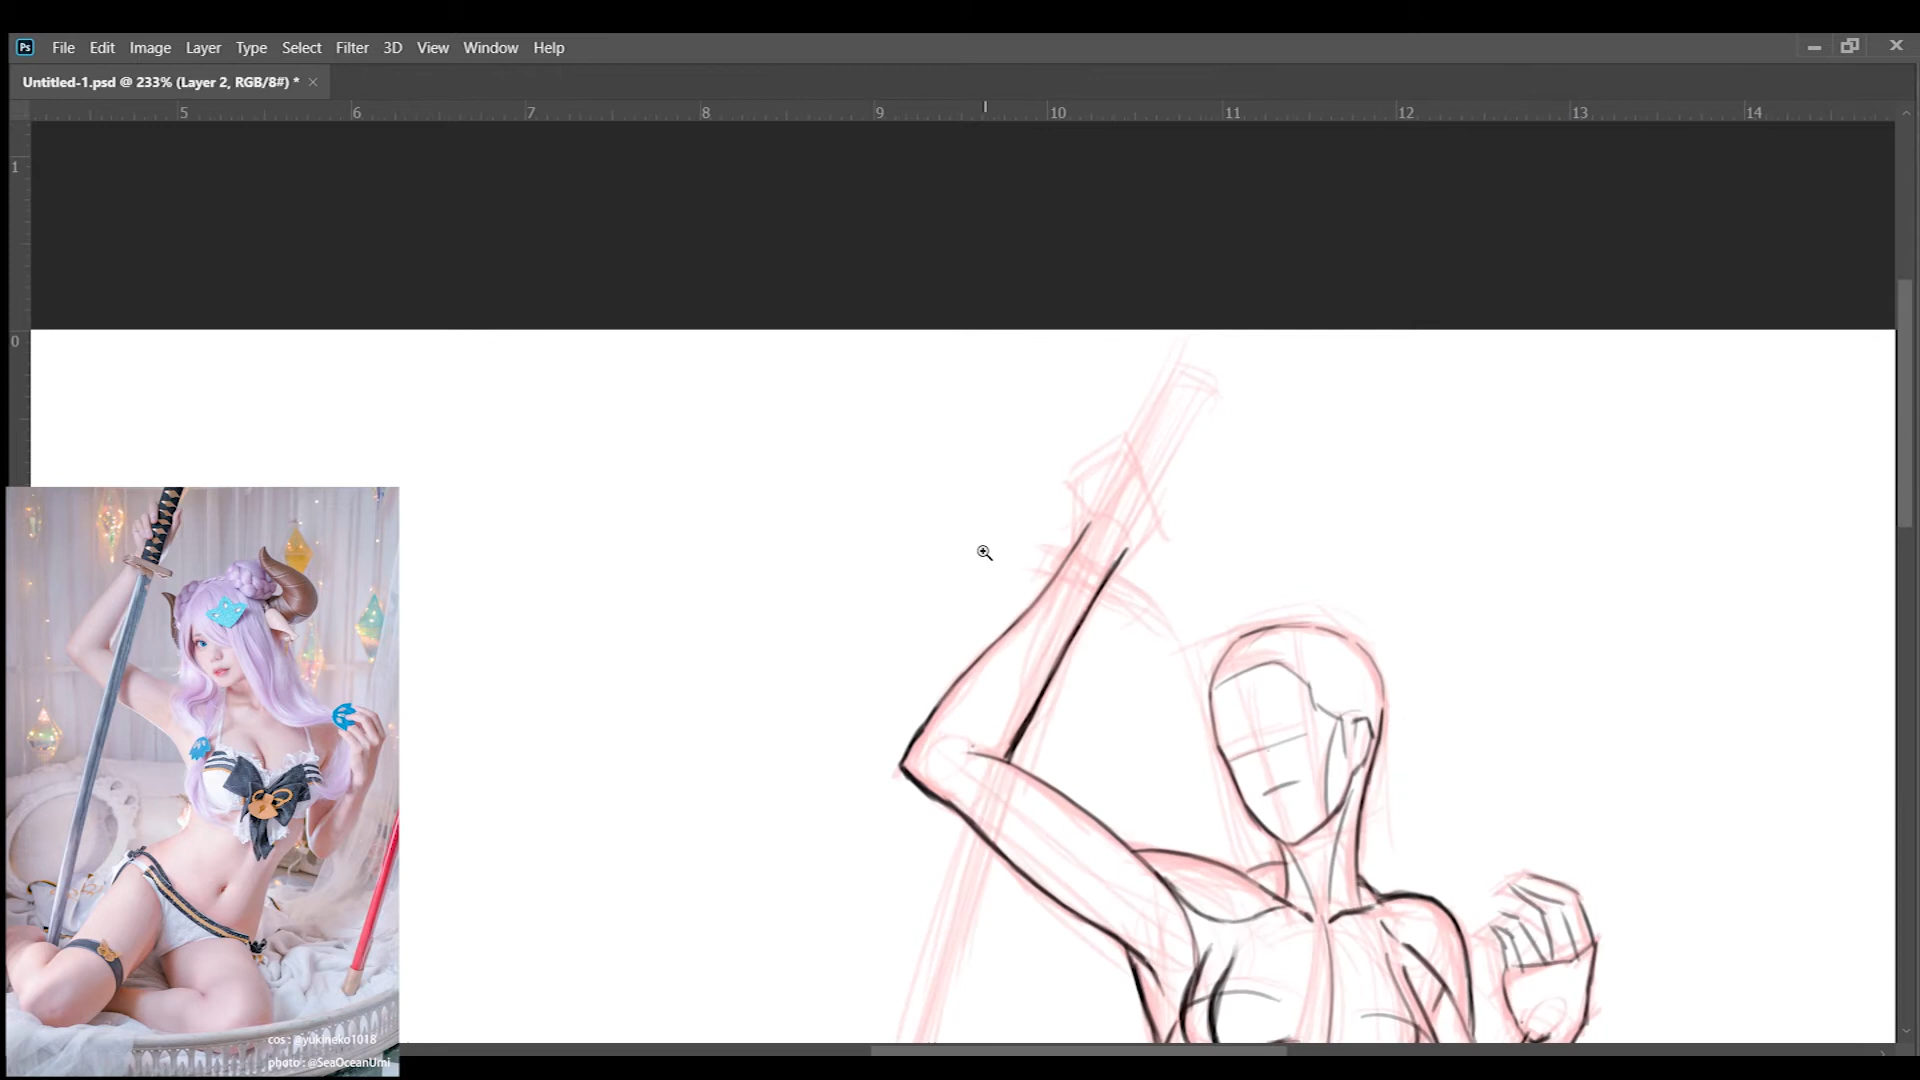 Ps File Edit Image Layer Type Select Filter 3D View Window Help
Untitled-1.psd @ 233% (Layer 2, RGB/8#) * ×
5 6 7 8 9 10 11 12 13 14
1
0
cos : @yukineko1018
photo : @SeaOceanUmi